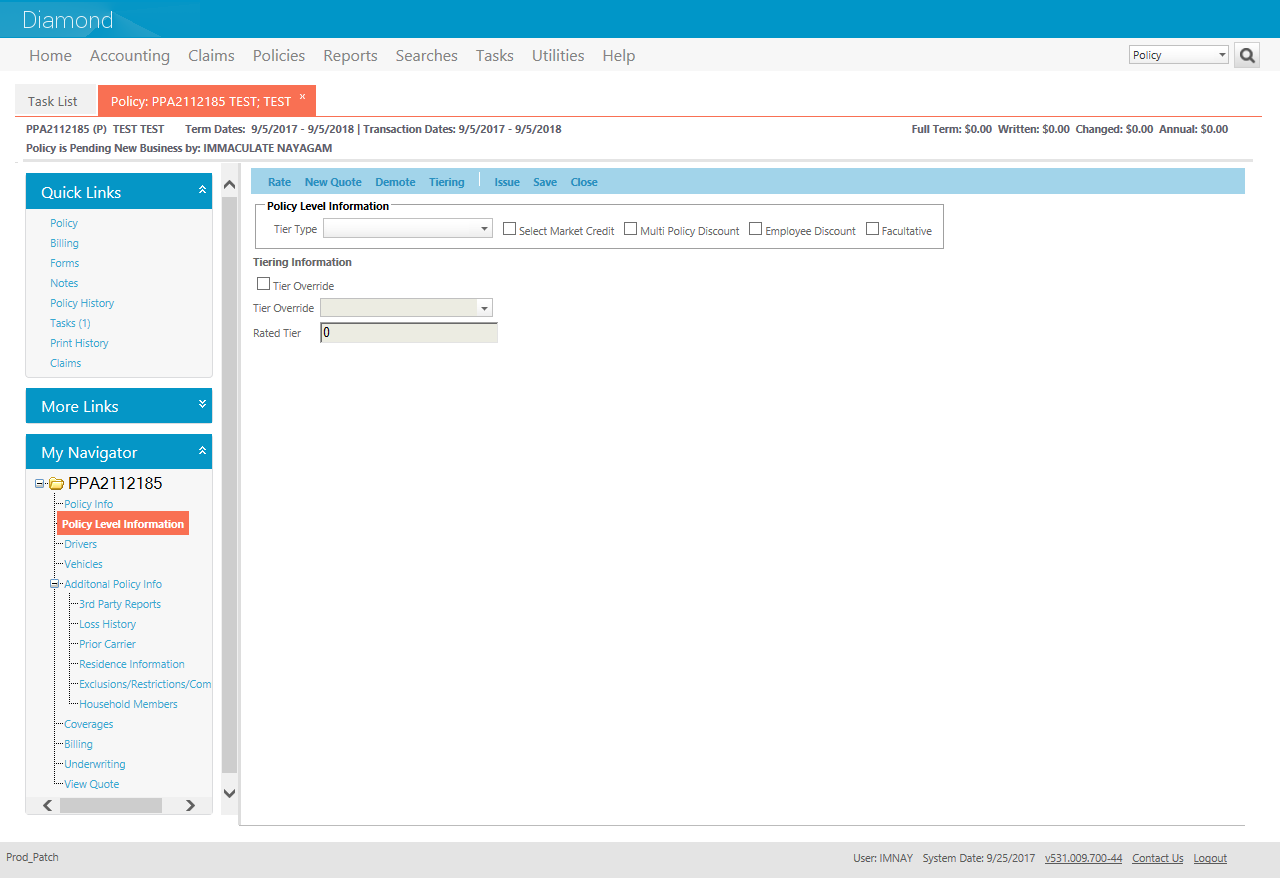 Diamond
Home Accounting Claims Policies Reports Searches Tasks Utilities Help Policy
Task List Policy: PPA2112185 TEST; TEST x
PPA2112185 (P) TEST TEST Term Dates: 9/5/2017 - 9/5/2018 | Transaction Dates: 9/5/2017 - 9/5/2018 Full Term: $0.00 Written: $0.00 Changed: $0.00 Annual: $0.00
Policy is Pending New Business by: IMMACULATE NAYAGAM
Quick Links
Policy
Billing
Forms
Notes
Policy History
Tasks (1)
Print History
Claims
More Links
My Navigator
PPA2112185
Policy Info
Policy Level Information
Drivers
Vehicles
Additonal Policy Info
3rd Party Reports
Loss History
Prior Carrier
Residence Information
Exclusions/Restrictions/Com
Household Members
Coverages
Billing
Underwriting
View Quote
Rate New Quote Demote Tiering Issue Save Close
Policy Level Information
Tier Type Select Market Credit Multi Policy Discount Employee Discount Facultative
Tiering Information
Tier Override
Tier Override
Rated Tier 0
Prod_Patch User: IMNAY System Date: 9/25/2017 v531.009.700-44 Contact Us Logout